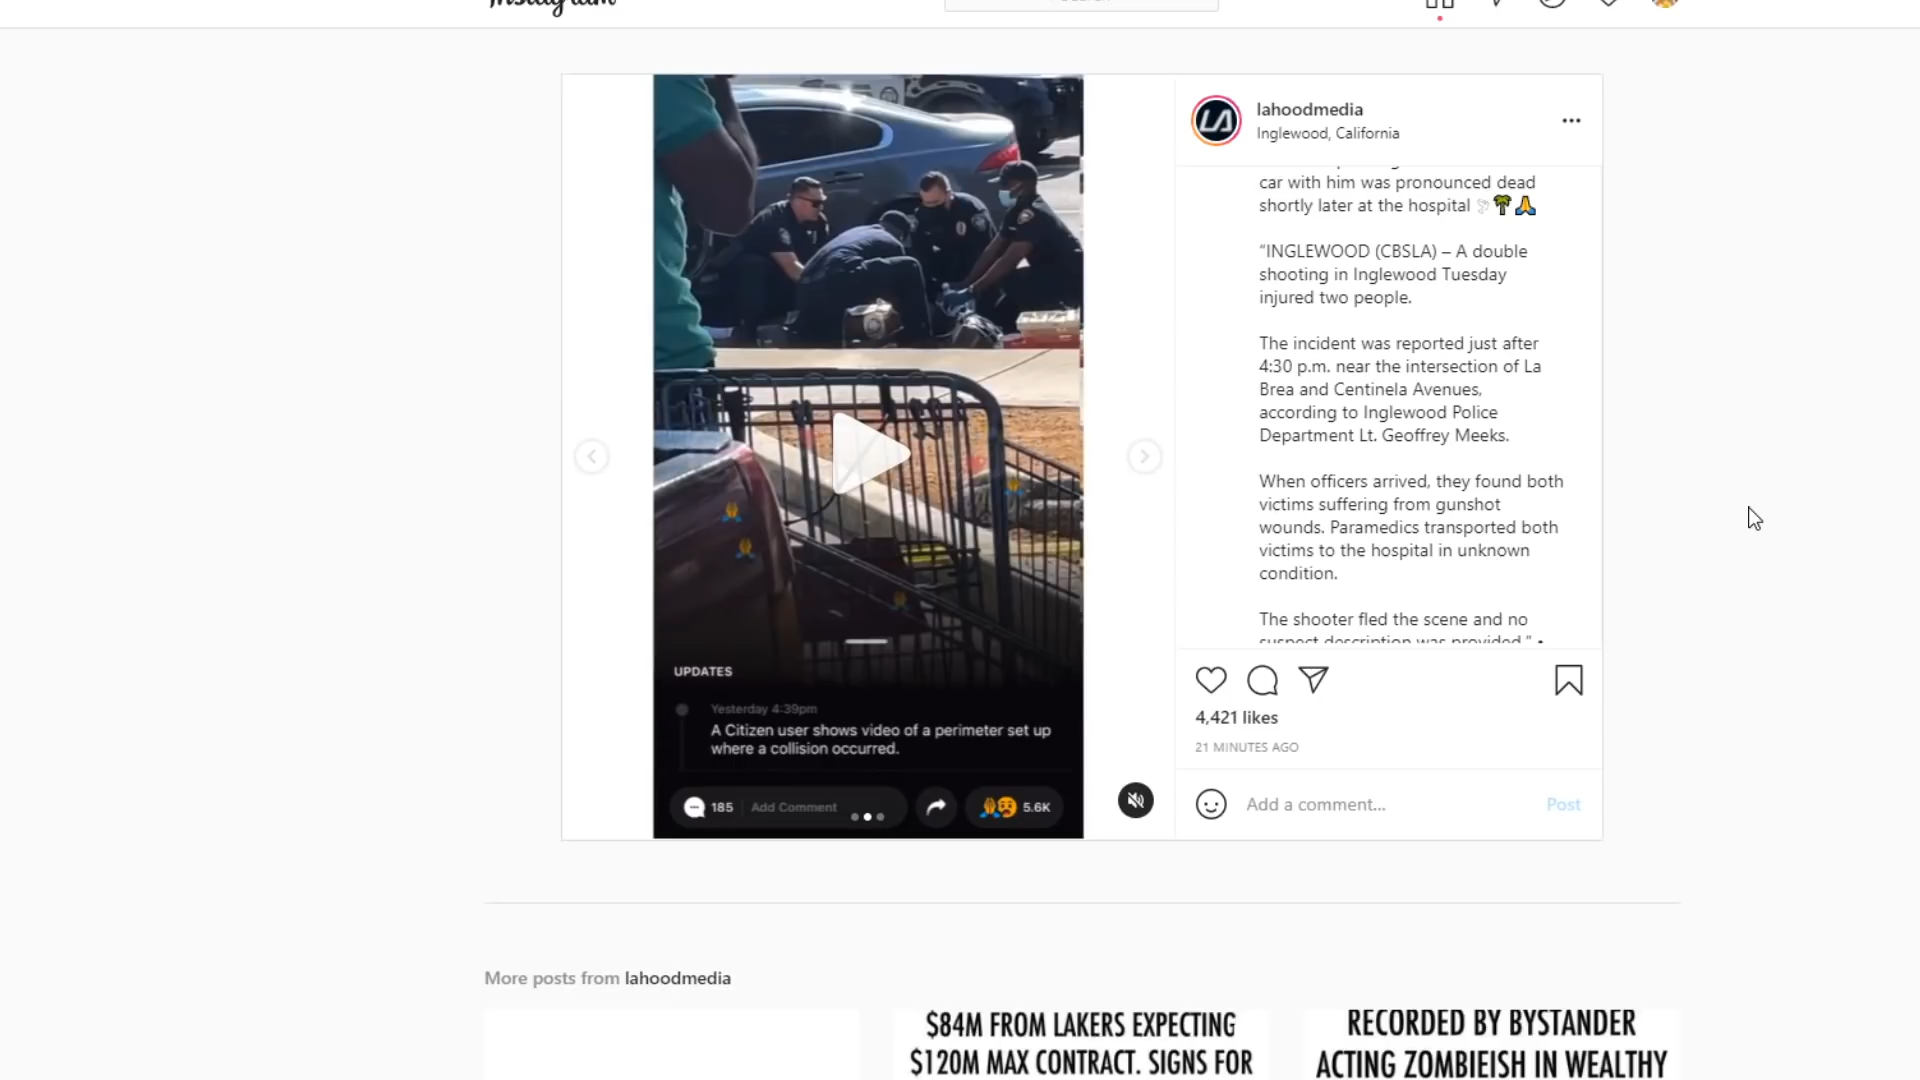 Instagram
lahoodmedia
Inglewood, California
car with him was pronounced dead
shortly later at the hospital 🕊🌴🙏
“INGLEWOOD (CBSLA) – A double
shooting in Inglewood Tuesday
injured two people.
The incident was reported just after
4:30 p.m. near the intersection of La
Brea and Centinela Avenues,
according to Inglewood Police
Department Lt. Geoffrey Meeks.
When officers arrived, they found both
victims suffering from gunshot
wounds. Paramedics transported both
victims to the hospital in unknown
condition.
The shooter fled the scene and no
suspect description was provided.” •
UPDATES
Yesterday 4:39pm
A Citizen user shows video of a perimeter set up
where a collision occurred.
185 Add Comment 5.6K
4,421 likes
21 MINUTES AGO
Add a comment... Post
More posts from lahoodmedia
$84M FROM LAKERS EXPECTING
$120M MAX CONTRACT. SIGNS FOR
RECORDED BY BYSTANDER
ACTING ZOMBIEISH IN WEALTHY